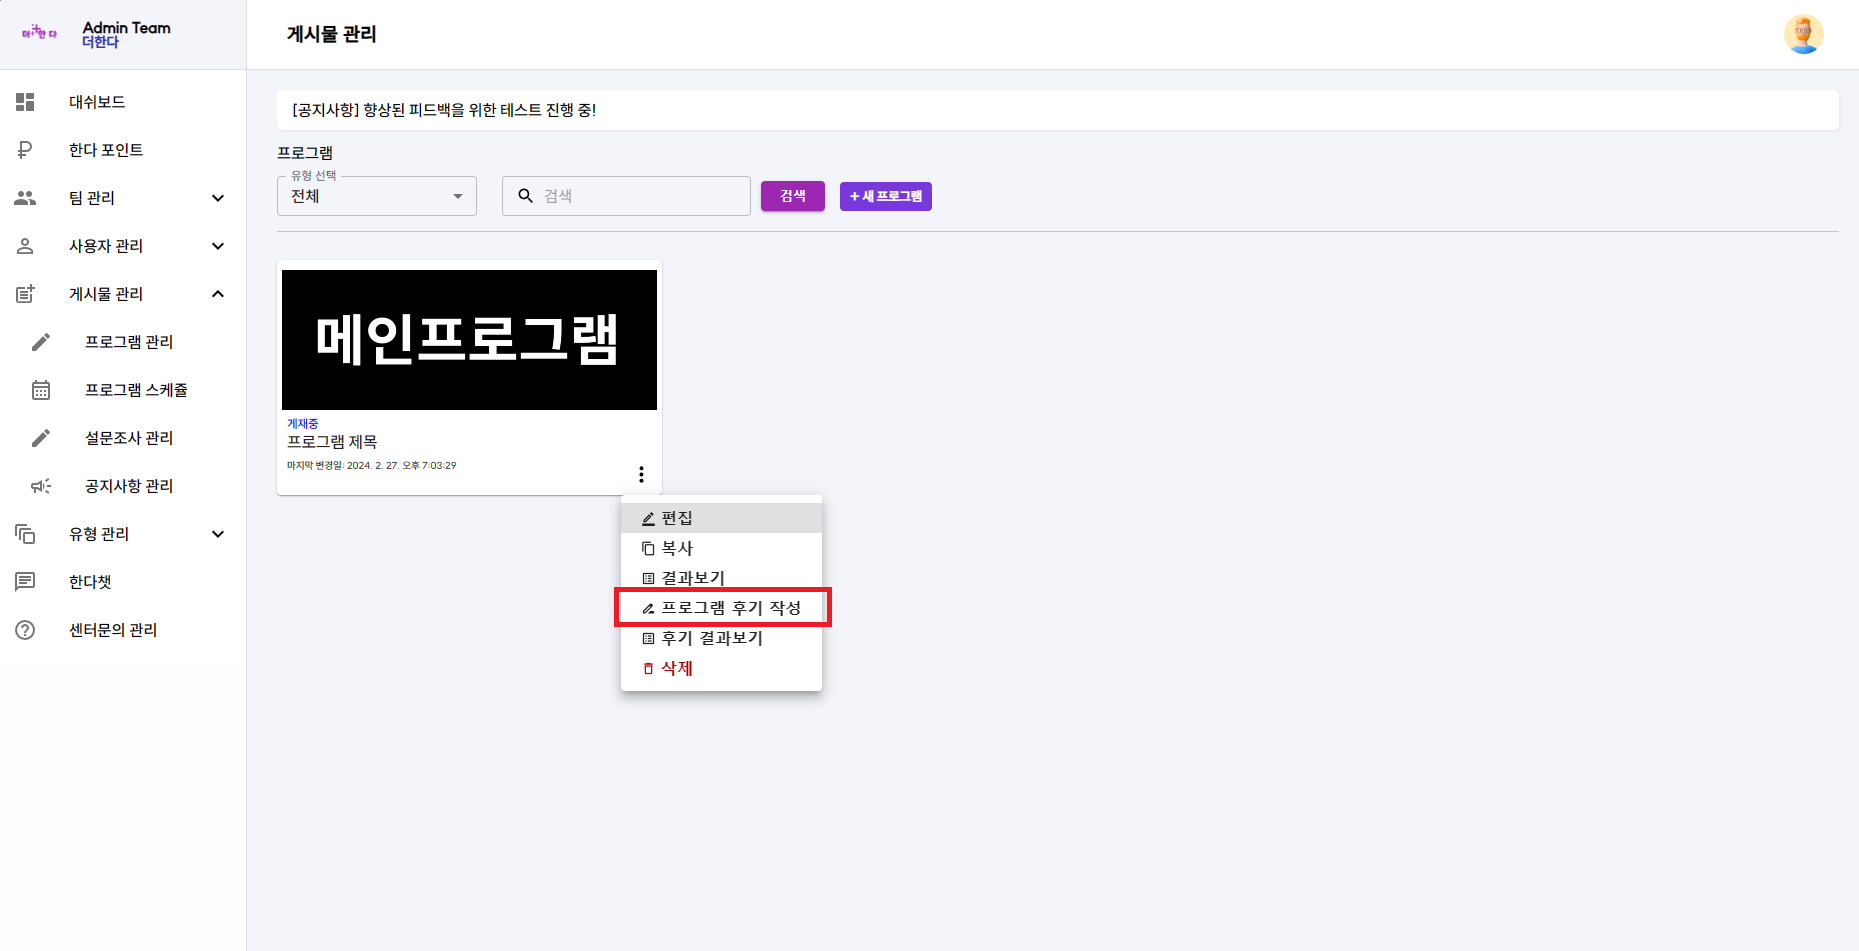 더한다
Admin Team
더한다
게시물 관리
대쉬보드
한다 포인트
팀 관리
사용자 관리
게시물 관리
프로그램 관리
프로그램 스케쥴
설문조사 관리
공지사항 관리
유형 관리
한다챗
센터문의 관리
[공지사항] 향상된 피드백을 위한 테스트 진행 중!
프로그램
유형 선택
전체
검색
검색
+ 새 프로그램
메인프로그램
게재중
프로그램 제목
마지막 변경일: 2024. 2. 27. 오후 7:03:29
편집
복사
결과보기
프로그램 후기 작성
후기 결과보기
삭제